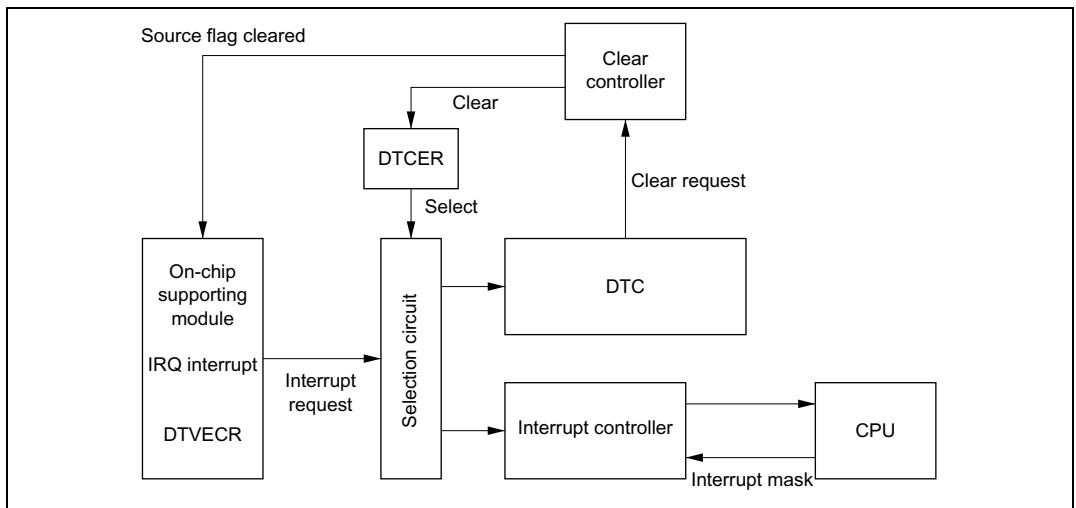 Source flag cleared
Clear
controller
Clear
DTCER
Clear request
Select
On-chip
supporting
module
IRQ interrupt
DTVECR
Interrupt
request
Selection circuit
DTC
Interrupt controller
CPU
Interrupt mask